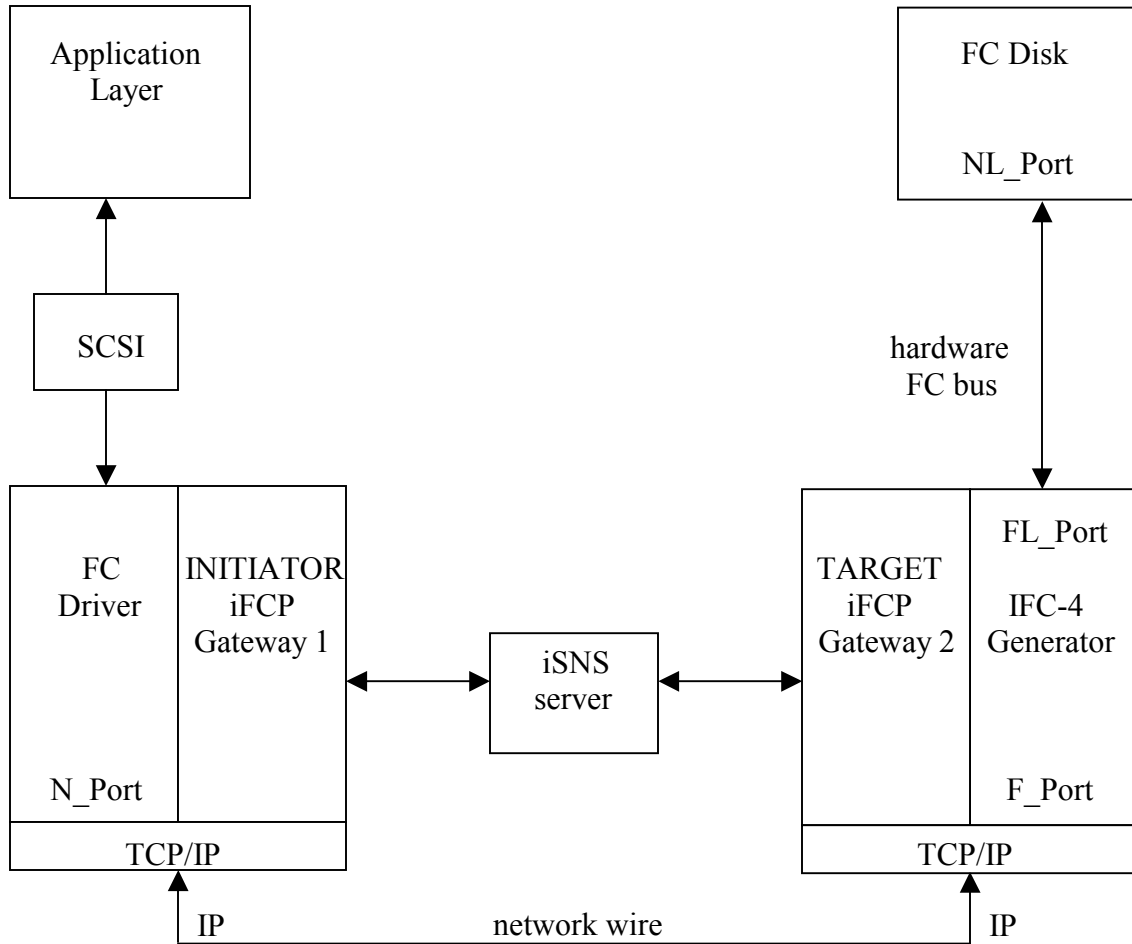 Application
Layer
FC Disk
NL_Port
SCSI
hardware
FC bus
FC
Driver
N_Port
INITIATOR
iFCP
Gateway 1
iSNS
server
TARGET
iFCP
Gateway 2
FL_Port
IFC-4
Generator
F_Port
TCP/IP
TCP/IP
IP
network wire
IP